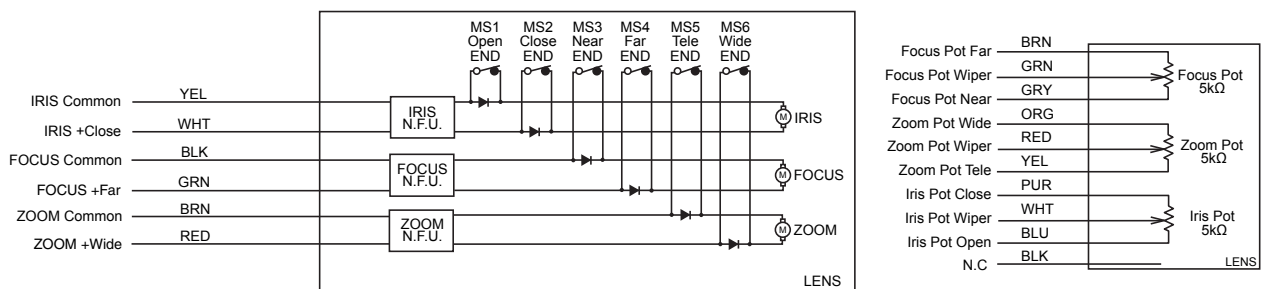 MS1 MS2 MS3 MS4 MS5 MS6
Open Close Near Far Tele Wide
END END END END END END
IRIS Common YEL
IRIS +Close WHT
IRIS
N.F.U.
M IRIS
FOCUS Common BLK
FOCUS +Far GRN
FOCUS
N.F.U.
M FOCUS
ZOOM Common BRN
ZOOM +Wide RED
ZOOM
N.F.U.
M ZOOM
LENS
Focus Pot Far BRN
Focus Pot Wiper GRN
Focus Pot Near GRY
Focus Pot
5kΩ
Zoom Pot Wide ORG
Zoom Pot Wiper RED
Zoom Pot Tele YEL
Zoom Pot
5kΩ
Iris Pot Close PUR
Iris Pot Wiper WHT
Iris Pot Open BLU
Iris Pot
5kΩ
N.C BLK
LENS